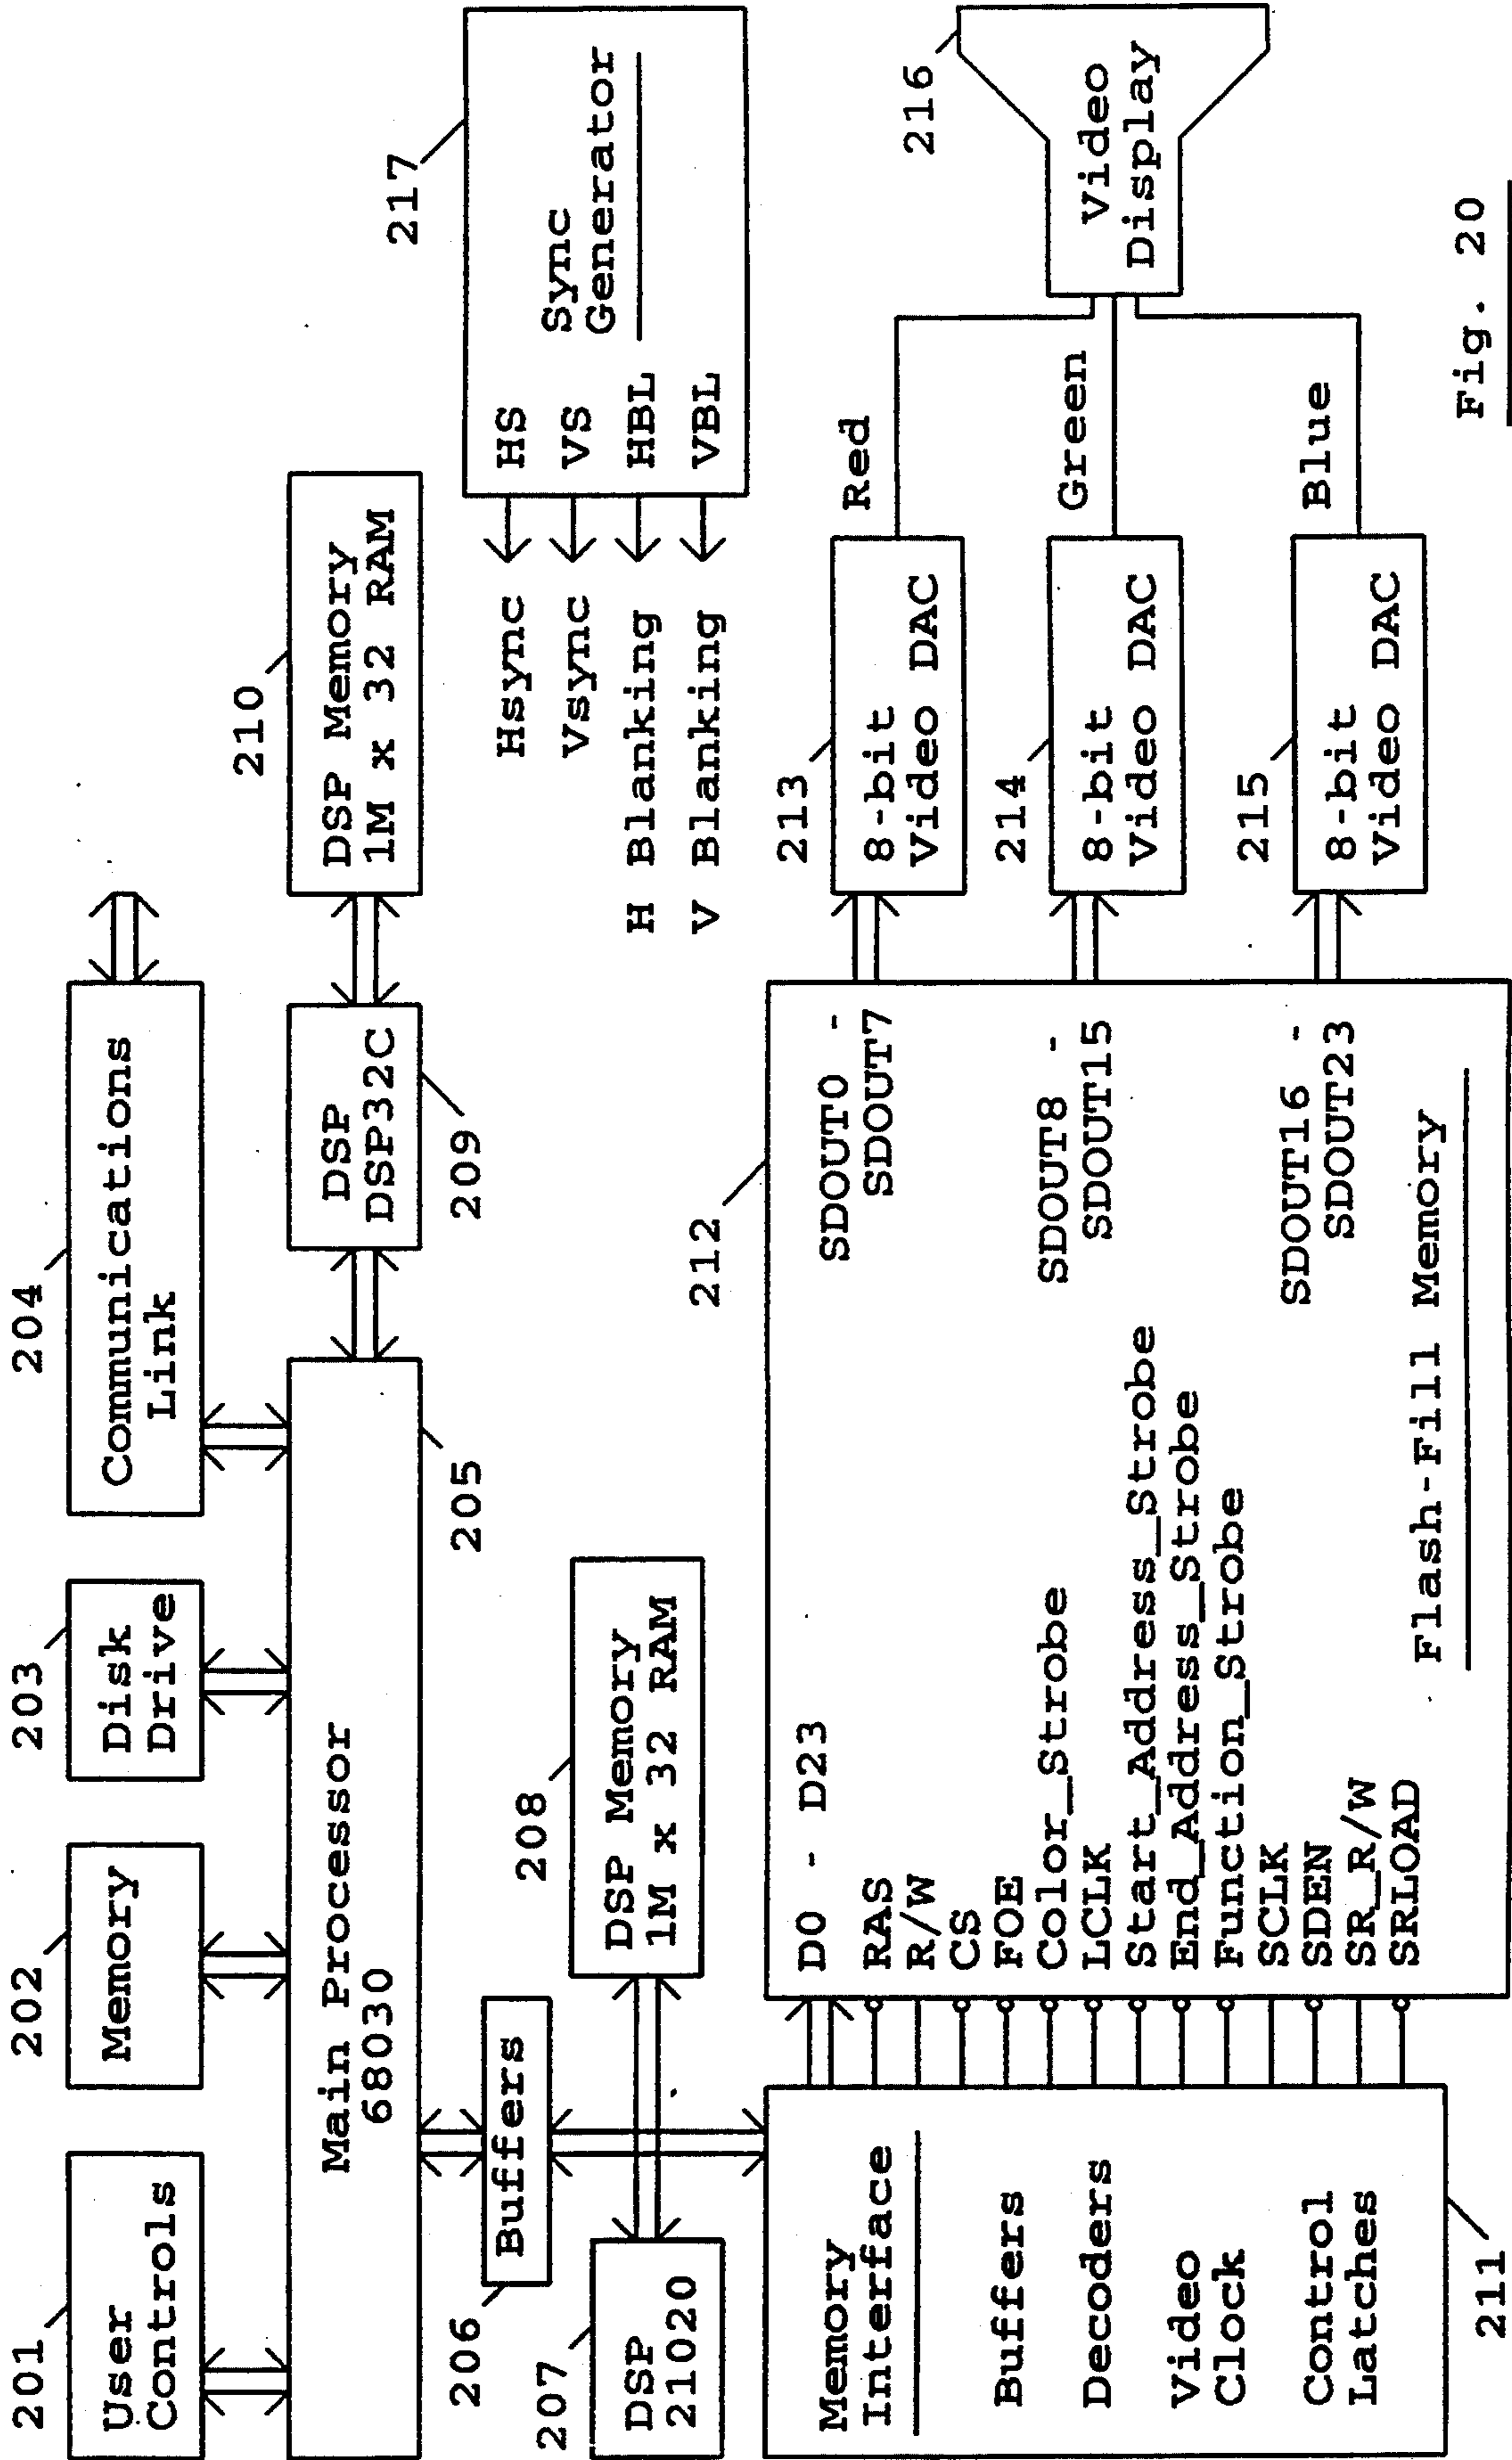 201
User
Controls
202
Memory
203
Disk
Drive
204
Communications
Link
Main Processor
68030
205
DSP
DSP32C
209
210
DSP Memory
1M x 32 RAM
206
Buffers
207
DSP
21020
208
DSP Memory
1M x 32 RAM
217
Sync
Generator
HS
VS
HBL
VBL
Hsync
Vsync
H Blanking
V Blanking
Memory
Interface
Buffers
Decoders
Video
Clock
Control
Latches
211
212
D0 - D23
RAS
R/W
CS
FOE
Color_Strobe
LCLK
Start_Address_Strobe
End_Address_Strobe
Function_Strobe
SCLK
SDEN
SR_R/W
SRLOAD
SDOUT0 -
SDOUT7
SDOUT8 -
SDOUT15
SDOUT16 -
SDOUT23
Flash-Fill Memory
213
8-bit
Video DAC
214
8-bit
Video DAC
215
8-bit
Video DAC
Red
Green
Blue
216
Video
Display
Fig. 20